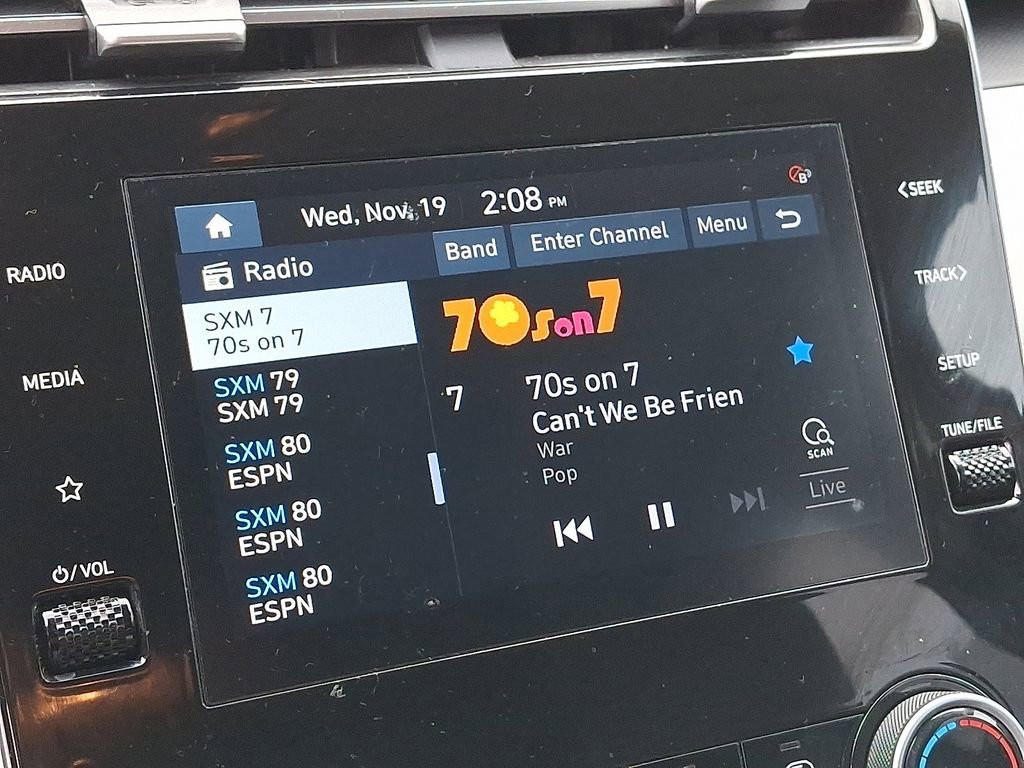 Wed, Nov. 19 2:08 PM
B
Band Enter Channel Menu
Radio
SXM 7
70s on 7
SXM 79
SXM 79
SXM 80
ESPN
SXM 80
ESPN
SXM 80
ESPN
70s on 7
7 70s on 7
Can't We Be Frien
War
Pop
SCAN
Live
RADIO
MEDIA
⏻/VOL
<SEEK
TRACK>
SETUP
TUNE/FILE